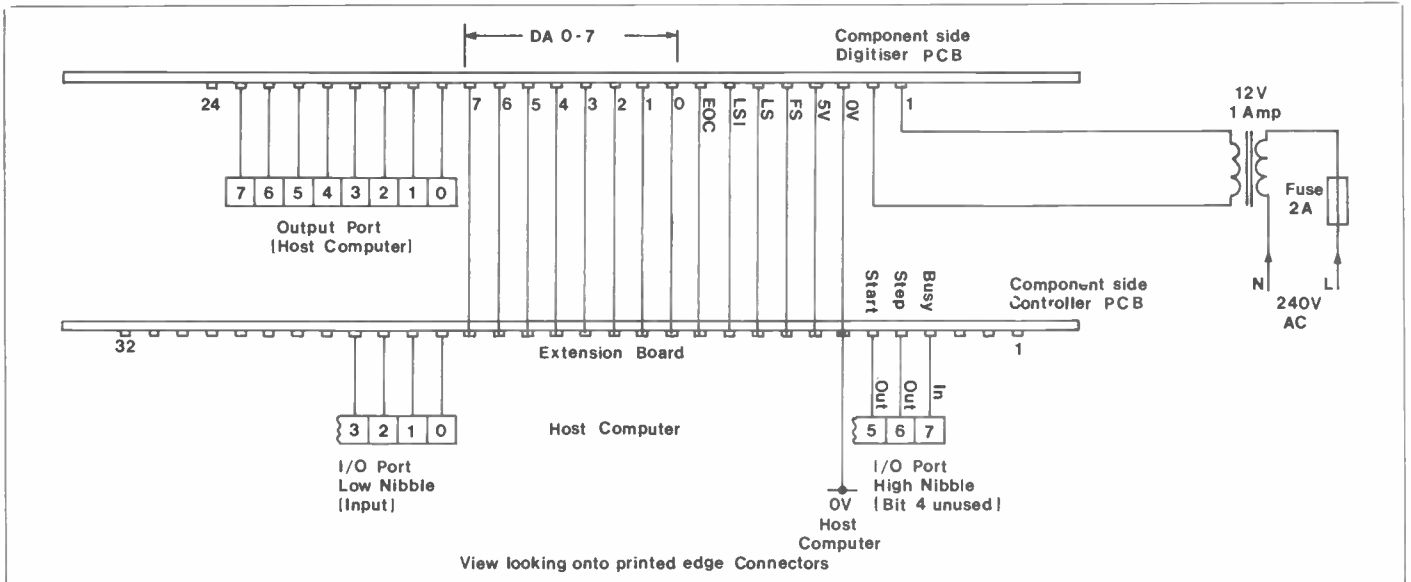 DA 0-7
Component side
Digitiser PCB
24
7 6 5 4 3 2 1 0 EOC LSI LS FS 5V 0V
1
12V
1 Amp
7 6 5 4 3 2 1 0
Output Port
(Host Computer)
Fuse
2A
N
L
240V
AC
Start Step Busy
Component side
Controller PCB
32
Extension Board
1
Out Out In
3 2 1 0
Host Computer
5 6 7
I/O Port
Low Nibble
(Input)
I/O Port
High Nibble
(Bit 4 unused)
0V
Host
Computer
View looking onto printed edge Connectors